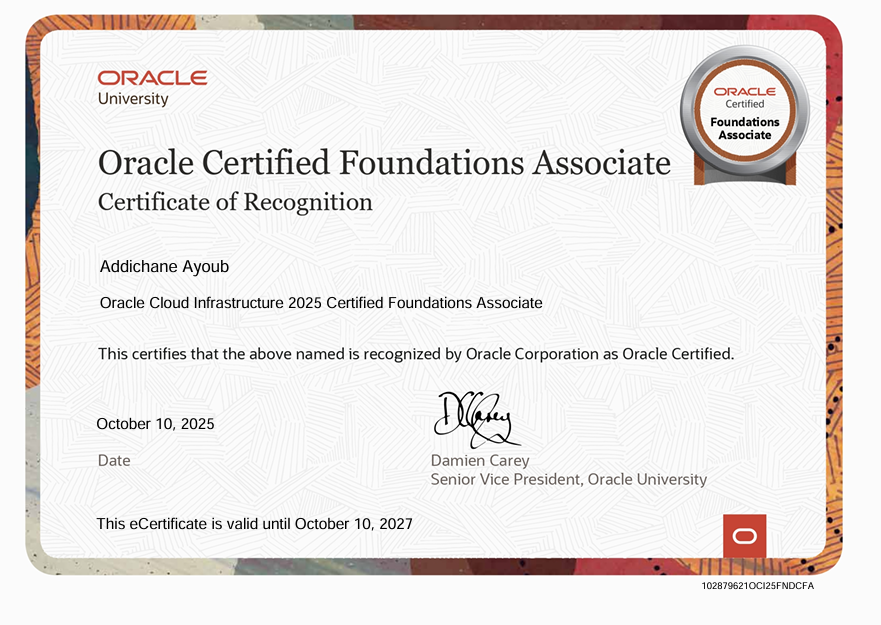 ORACLE
University
ORACLE
Certified
Foundations
Associate
Oracle Certified Foundations Associate
Certificate of Recognition
Addichane Ayoub
Oracle Cloud Infrastructure 2025 Certified Foundations Associate
This certifies that the above named is recognized by Oracle Corporation as Oracle Certified.
DCarey
October 10, 2025
Date
Damien Carey
Senior Vice President, Oracle University
This eCertificate is valid until October 10, 2027
102879621OCI25FNDCFA